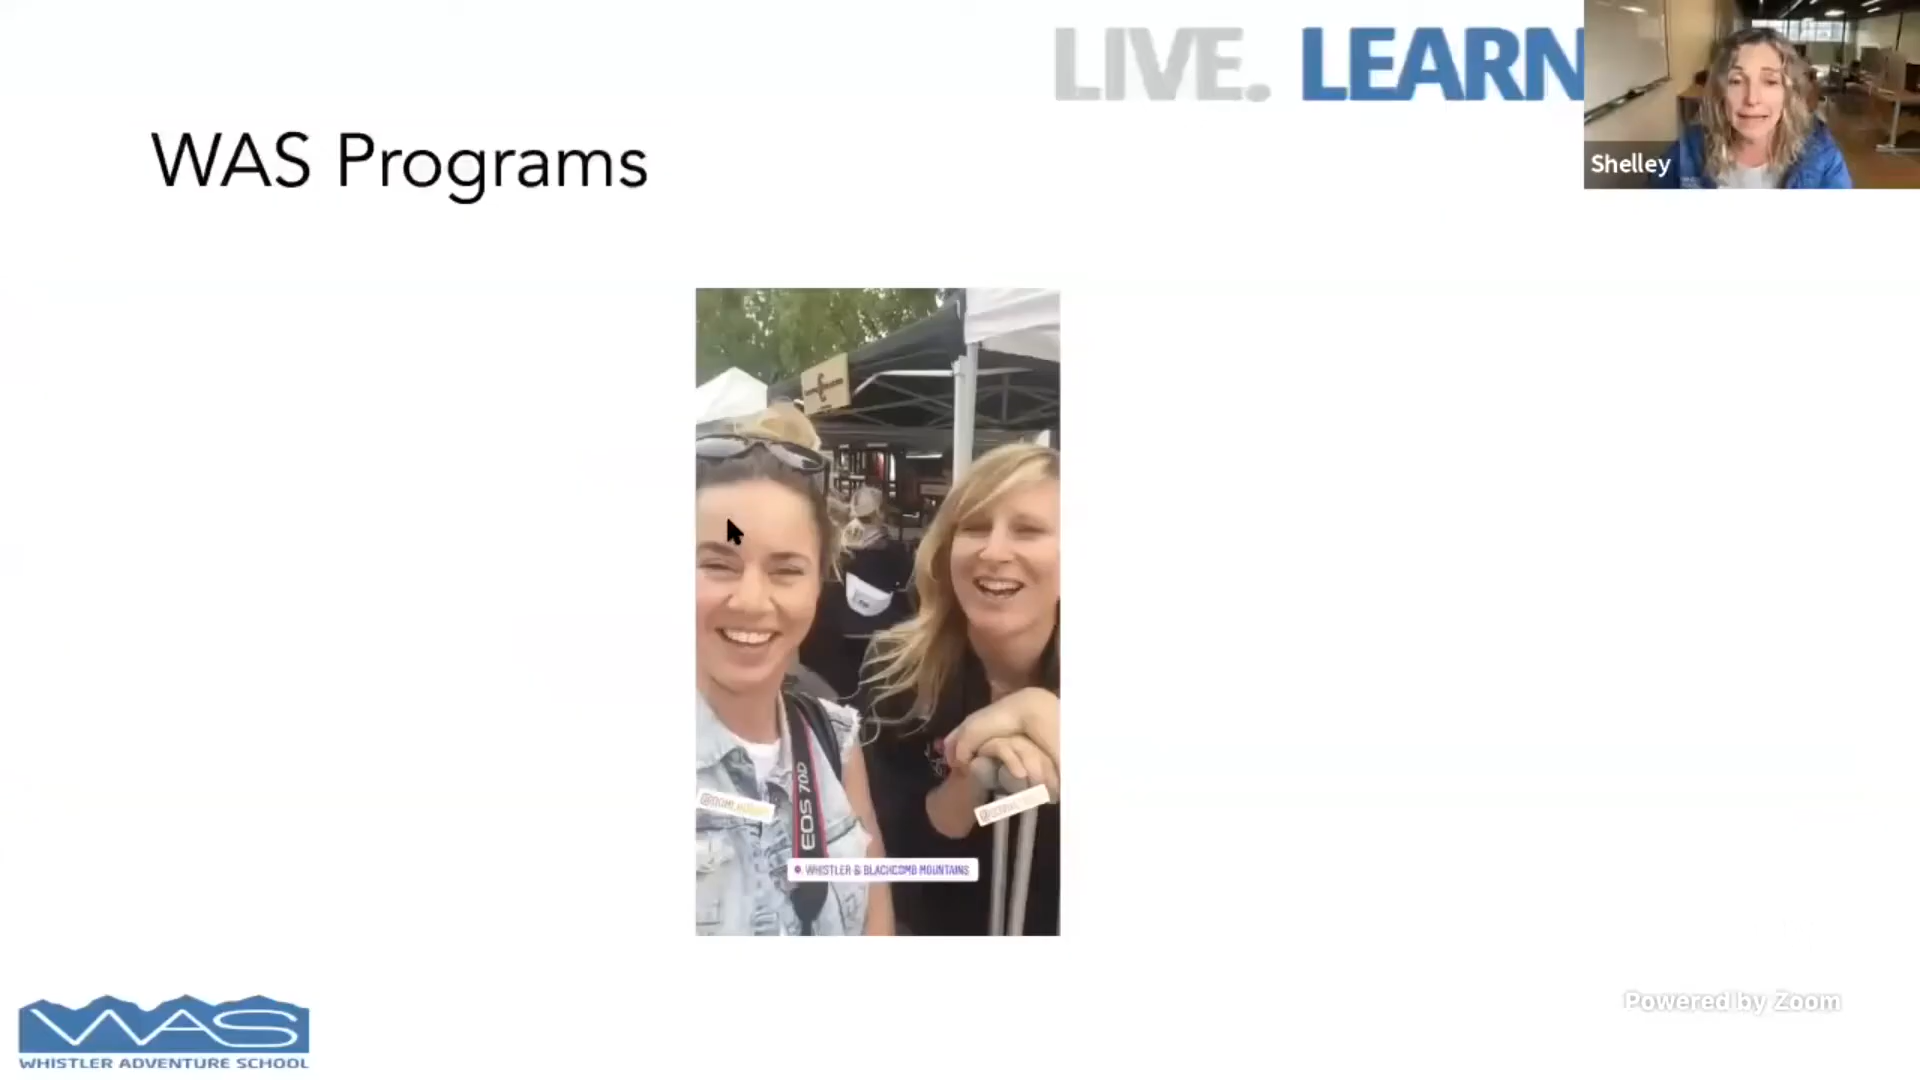 LIVE. LEARN
Shelley
WAS Programs
EOS 70D
WHISTLER & BLACKCOMB MOUNTAINS
WAS
WHISTLER ADVENTURE SCHOOL
Powered by Zoom